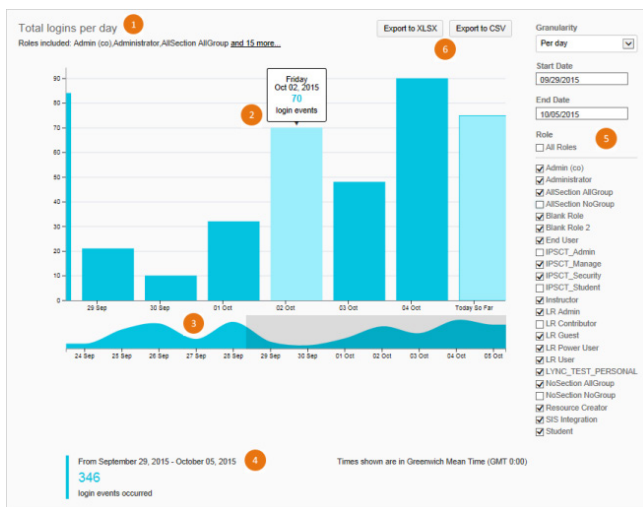 Total logins per day
1
Roles included: Admin (co),Administrator,AllSection AllGroup and 15 more...
Export to XLSX
Export to CSV
6
Friday
Oct 02, 2015
70
login events
2
90
80
70
60
50
40
30
20
10
0
29 Sep
30 Sep
01 Oct
02 Oct
03 Oct
04 Oct
Today So Far
3
24 Sep
25 Sep
26 Sep
27 Sep
28 Sep
29 Sep
30 Sep
01 Oct
02 Oct
03 Oct
04 Oct
05 Oct
From September 29, 2015 - October 05, 2015
4
346
login events occurred
Times shown are in Greenwich Mean Time (GMT 0:00)
Granularity
Per day
Start Date
09/29/2015
End Date
10/05/2015
Role
5
All Roles
Admin (co)
Administrator
AllSection AllGroup
AllSection NoGroup
Blank Role
Blank Role 2
End User
IPSCT_Admin
IPSCT_Manage
IPSCT_Security
IPSCT_Student
Instructor
LR Admin
LR Contributor
LR Guest
LR Power User
LR User
LYNC_TEST_PERSONAL
NoSection AllGroup
NoSection NoGroup
Resource Creator
SIS Integration
Student